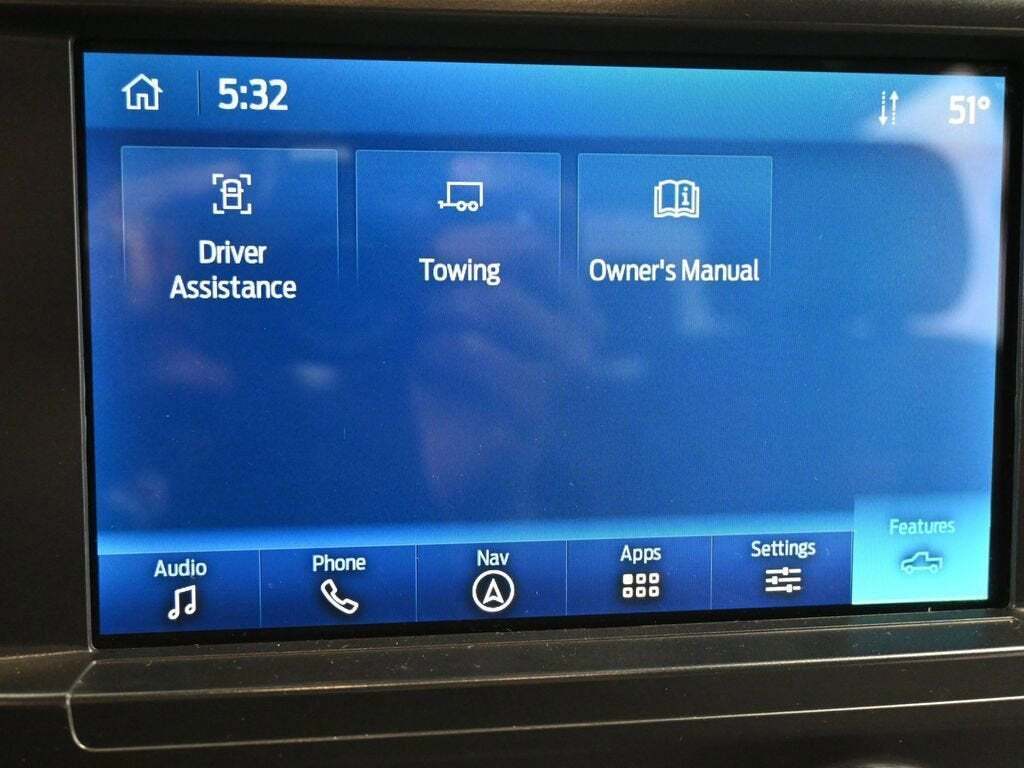 5:32
51°
Driver
Assistance
Towing
Owner's Manual
Audio
Phone
Nav
Apps
Settings
Features